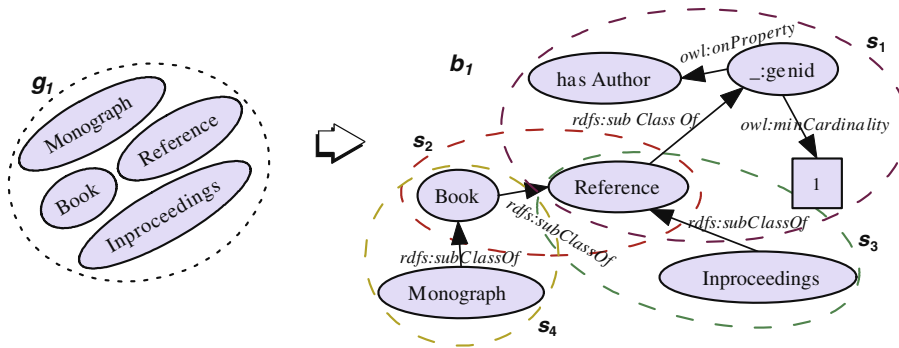 g1
Monograph
Reference
Book
Inproceedings
b1
s1
owl:onProperty
has Author
_:genid
rdfs:sub Class Of
owl:minCardinality
s2
Book
Reference
1
rdfs:subClassOf
rdfs:subClassOf
s3
rdfs:subClassOf
Monograph
Inproceedings
s4